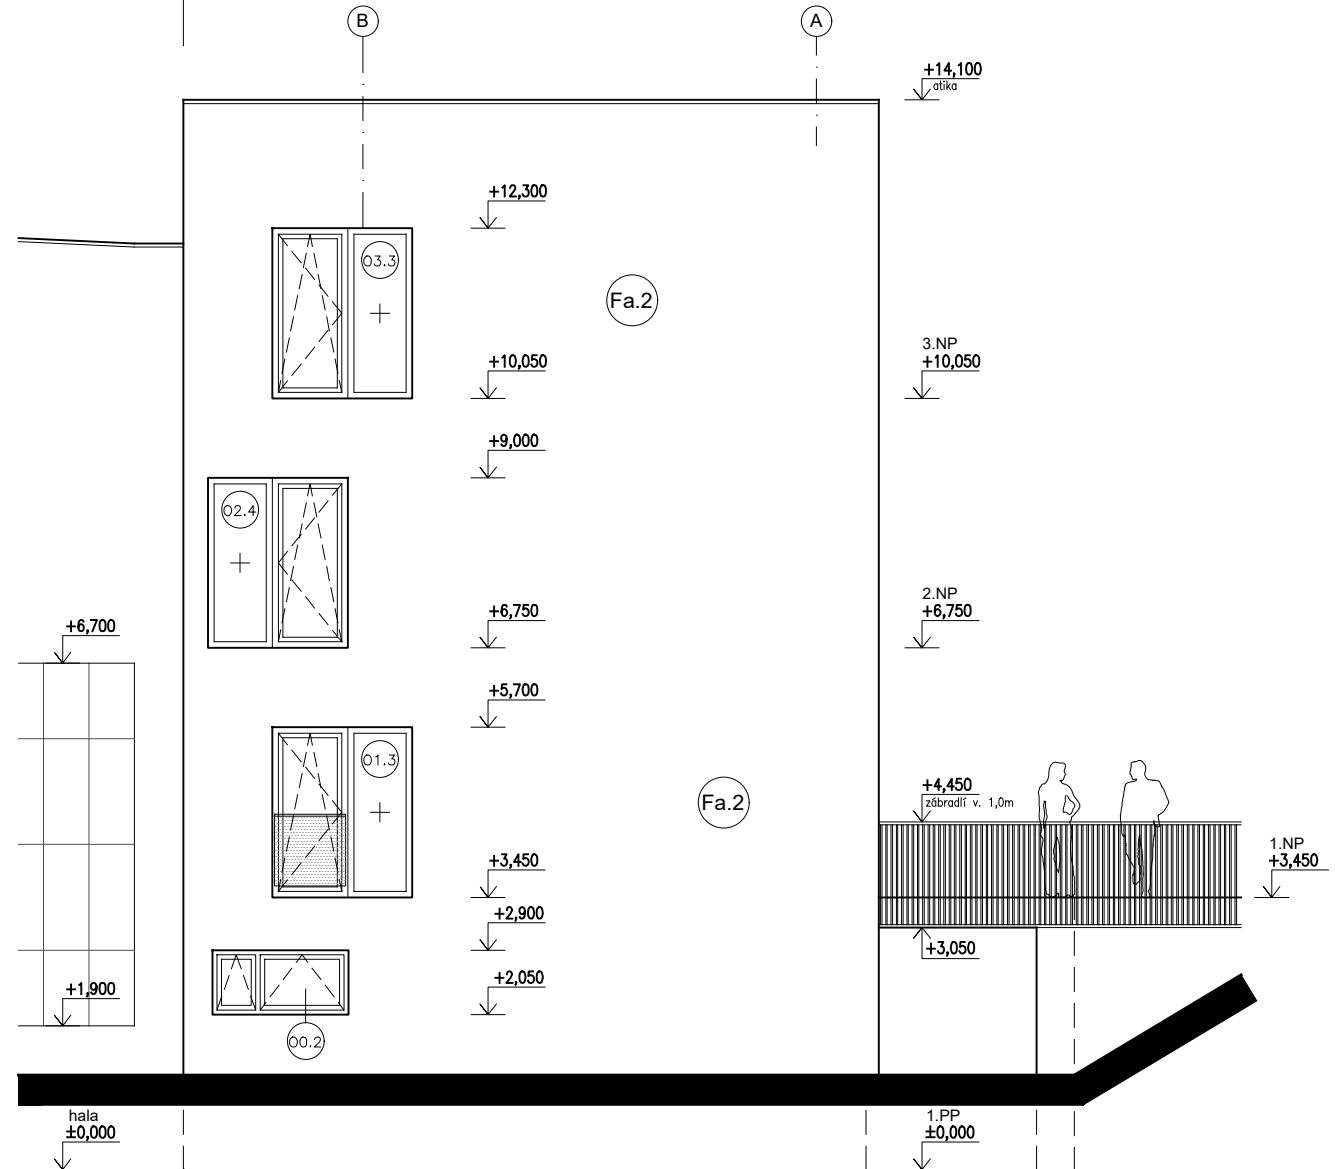 B
A
+14,100
atika
+12,300
03.3
Fa.2
3.NP
+10,050
+10,050
+9,000
02.4
2.NP
+6,750
+6,750
+6,700
+5,700
01.3
Fa.2
+4,450
zábradlí v. 1,0m
1.NP
+3,450
+3,450
+2,900
+3,050
+2,050
+1,900
00.2
hala
±0,000
1.PP
±0,000